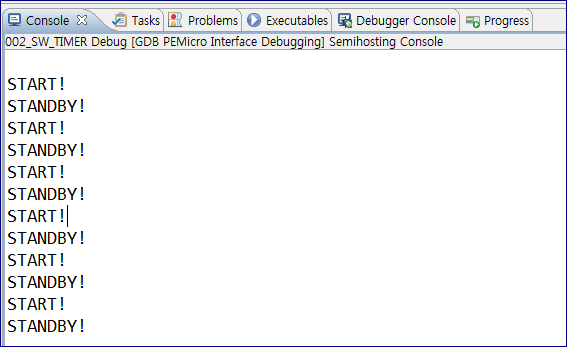 Console Tasks Problems Executables Debugger Console Progress
002_SW_TIMER Debug [GDB PEMicro Interface Debugging] Semihosting Console
START!
STANDBY!
START!
STANDBY!
START!
STANDBY!
START!
STANDBY!
START!
STANDBY!
START!
STANDBY!